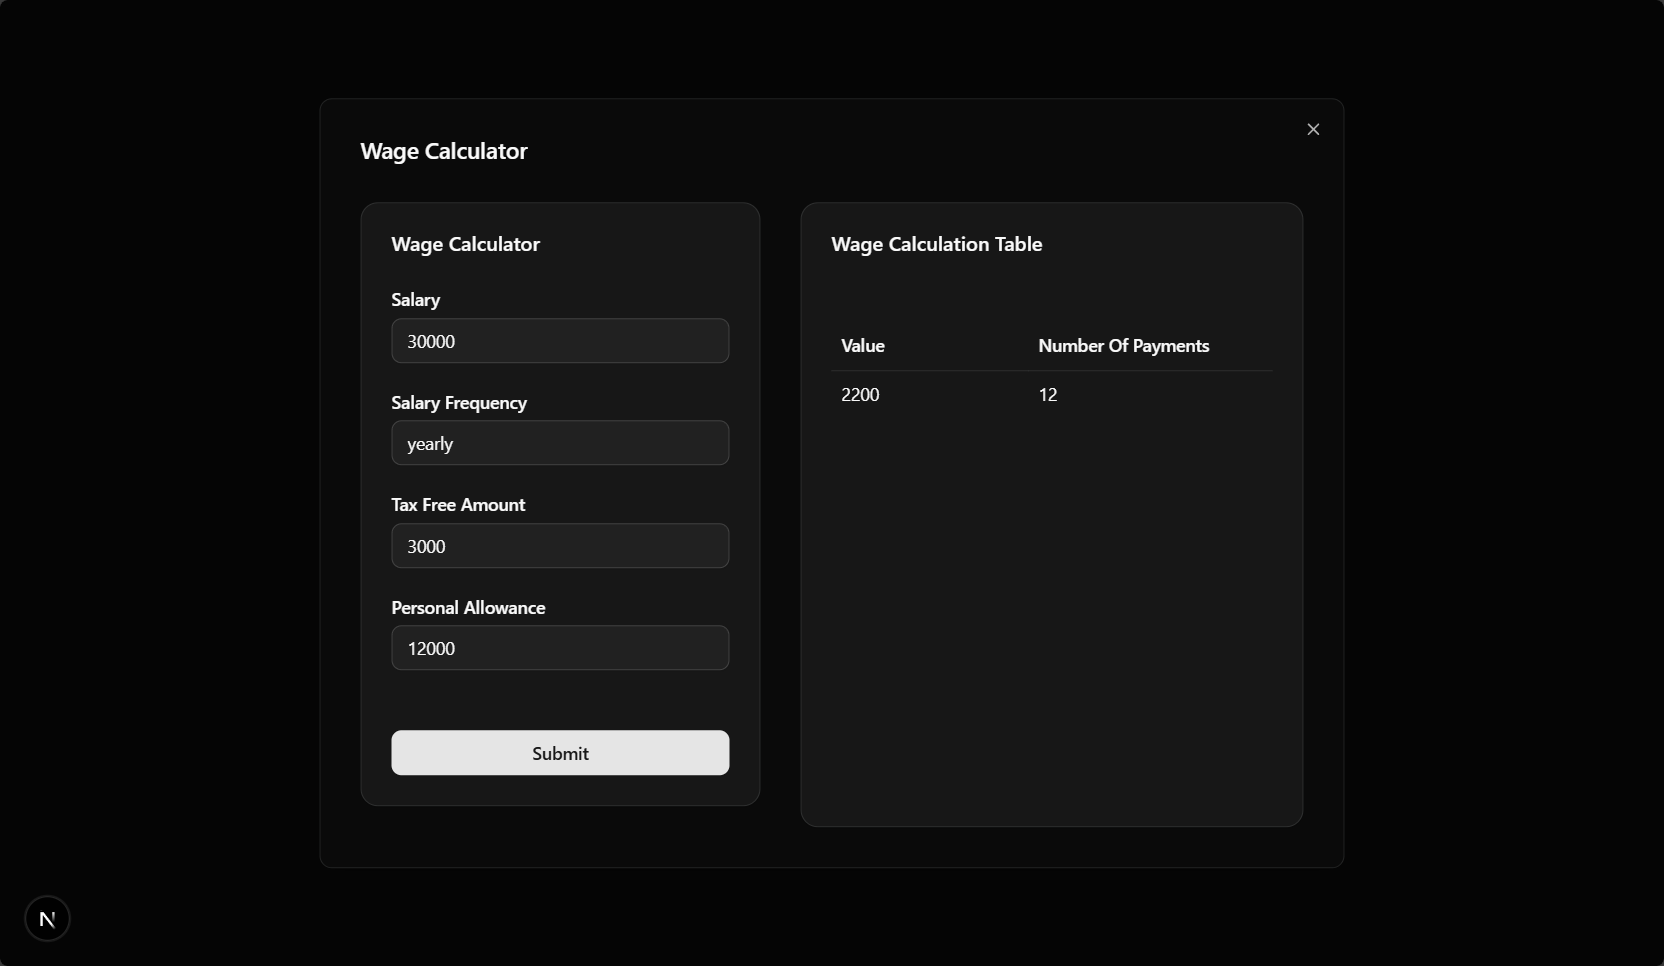 Wage Calculator
Wage Calculator
Salary
30000
Salary Frequency
yearly
Tax Free Amount
3000
Personal Allowance
12000
Submit
Wage Calculation Table
Value Number Of Payments
2200 12
N